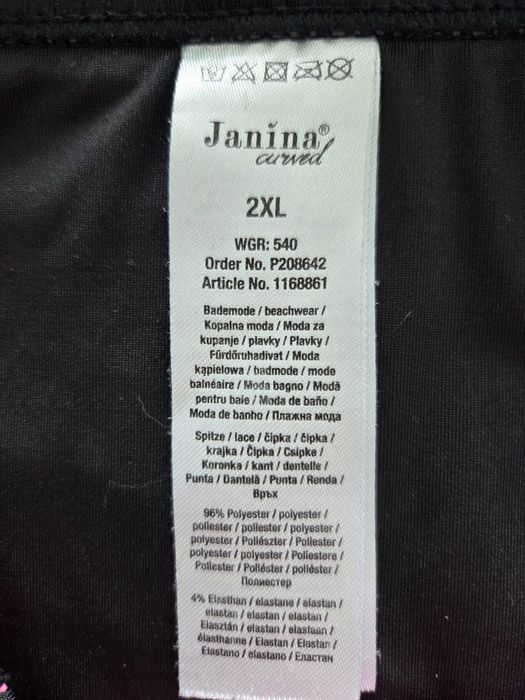 Janina®
curved
2XL
WGR: 540
Order No. P208642
Article No. 1168861
Bademode / beachwear /
Kopalna moda / Moda za
kupanje / plavky / Plavky /
Fürdőruhadivat / Moda
kąpielowa / badmode / mode
balnéaire / Moda bagno / Modă
pentru baie / Moda de baño /
Moda de banho / Плажна мода
Spitze / lace / čipka / čipka /
krajka / Čipka / Csipke /
Koronka / kant / dentelle /
Punta / Dantelă / Punta / Renda /
Връх
96% Polyester / polyester /
poliester / poliester / polyester /
polyester / Poliészter / Poliester /
polyester / polyester / Poliestere /
Poliester / Poliéster / poliéster /
Полиестер
4% Elasthan / elastane / elastan /
elastan / elastan / elastan /
Elasztán / elastan / elastaan /
élasthanne / Elastan / Elastan /
Elastano / elastano / Еластан